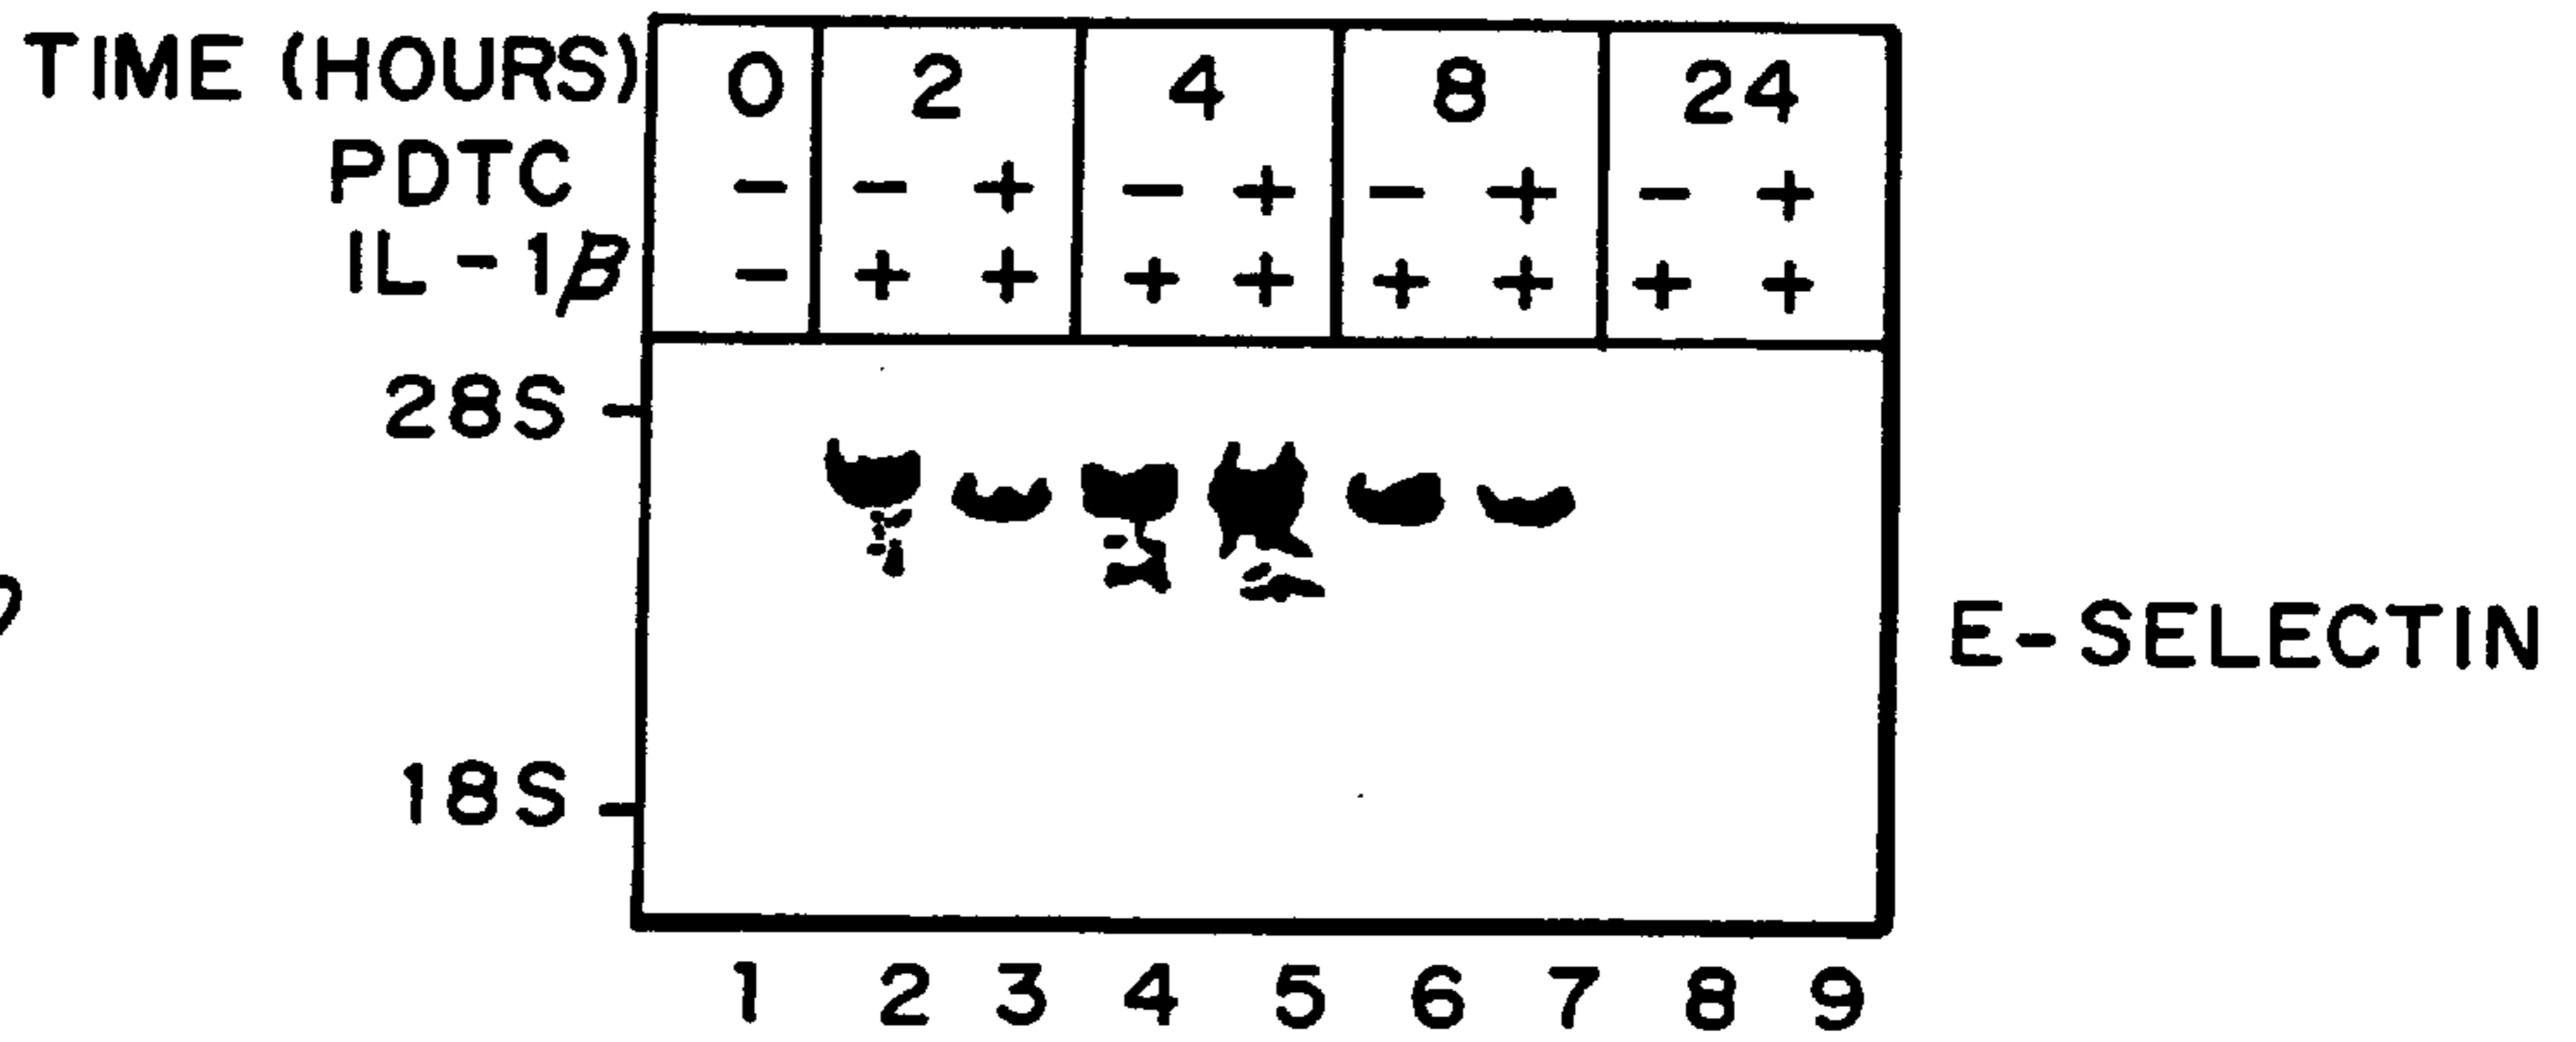 TIME (HOURS) 0 2 4 8 24
PDTC - - + - + - + - +
IL-1β - + + + + + + + +
28S
E-SELECTIN
18S
1 2 3 4 5 6 7 8 9